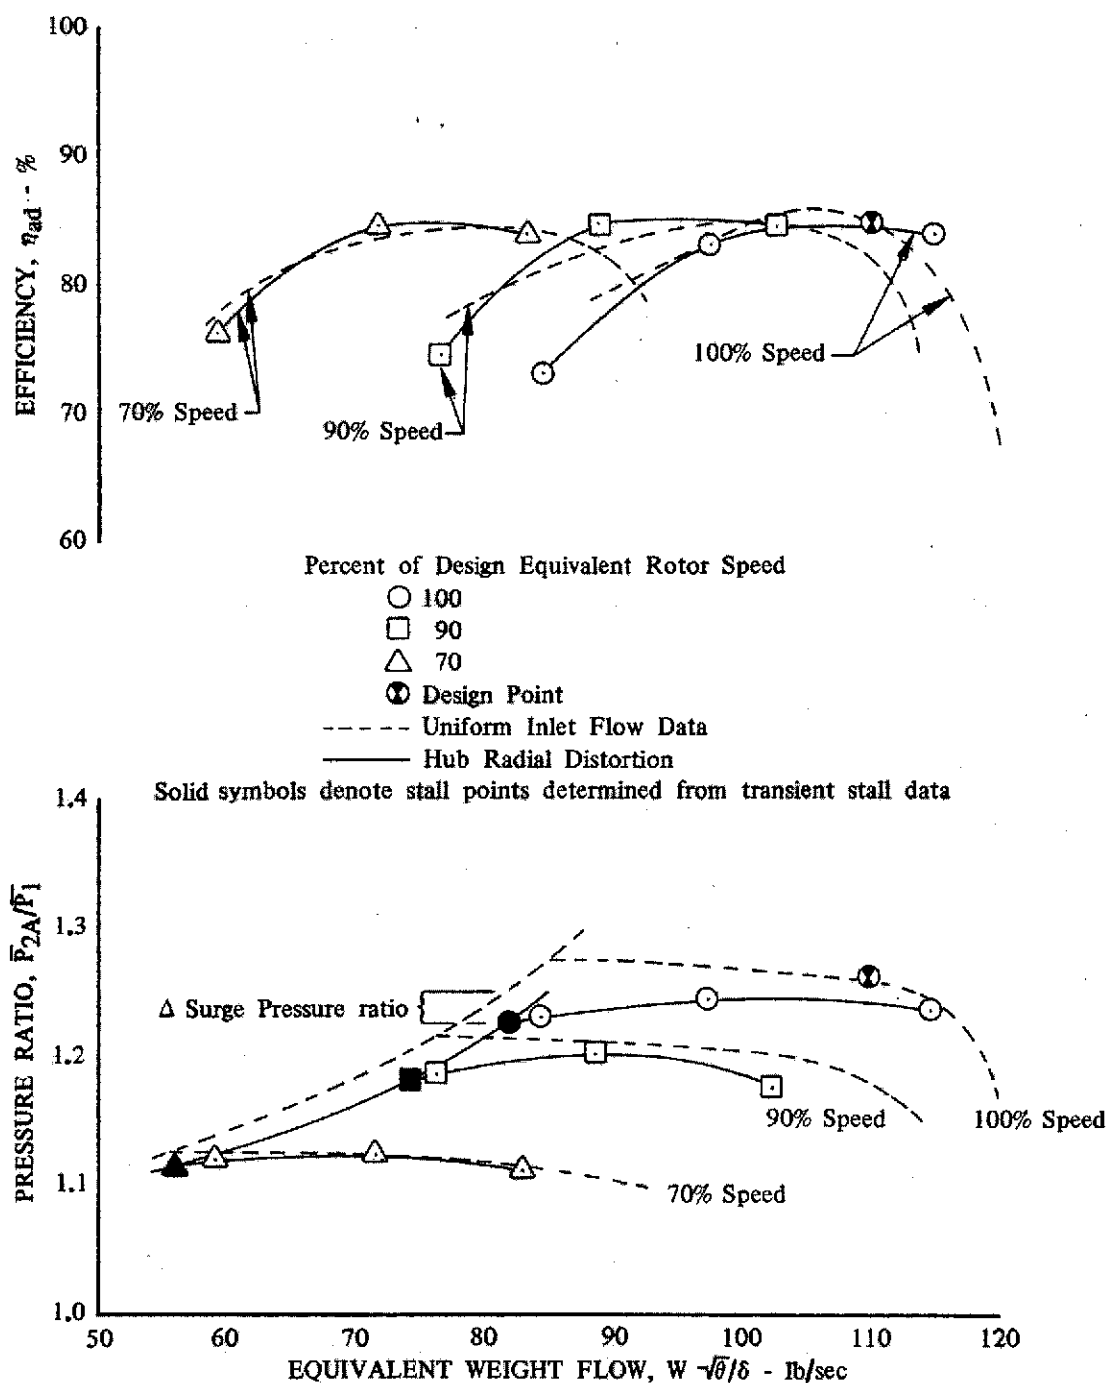 100
90
80
70
60
EFFICIENCY, ηad - %
70% Speed
90% Speed
100% Speed
Percent of Design Equivalent Rotor Speed
100
90
70
Design Point
Uniform Inlet Flow Data
Hub Radial Distortion
Solid symbols denote stall points determined from transient stall data
1.4
1.3
1.2
1.1
1.0
PRESSURE RATIO, P̅2A/P̅1
Δ Surge Pressure ratio
90% Speed
100% Speed
70% Speed
50 60 70 80 90 100 110 120
EQUIVALENT WEIGHT FLOW, W √θ/δ - lb/sec